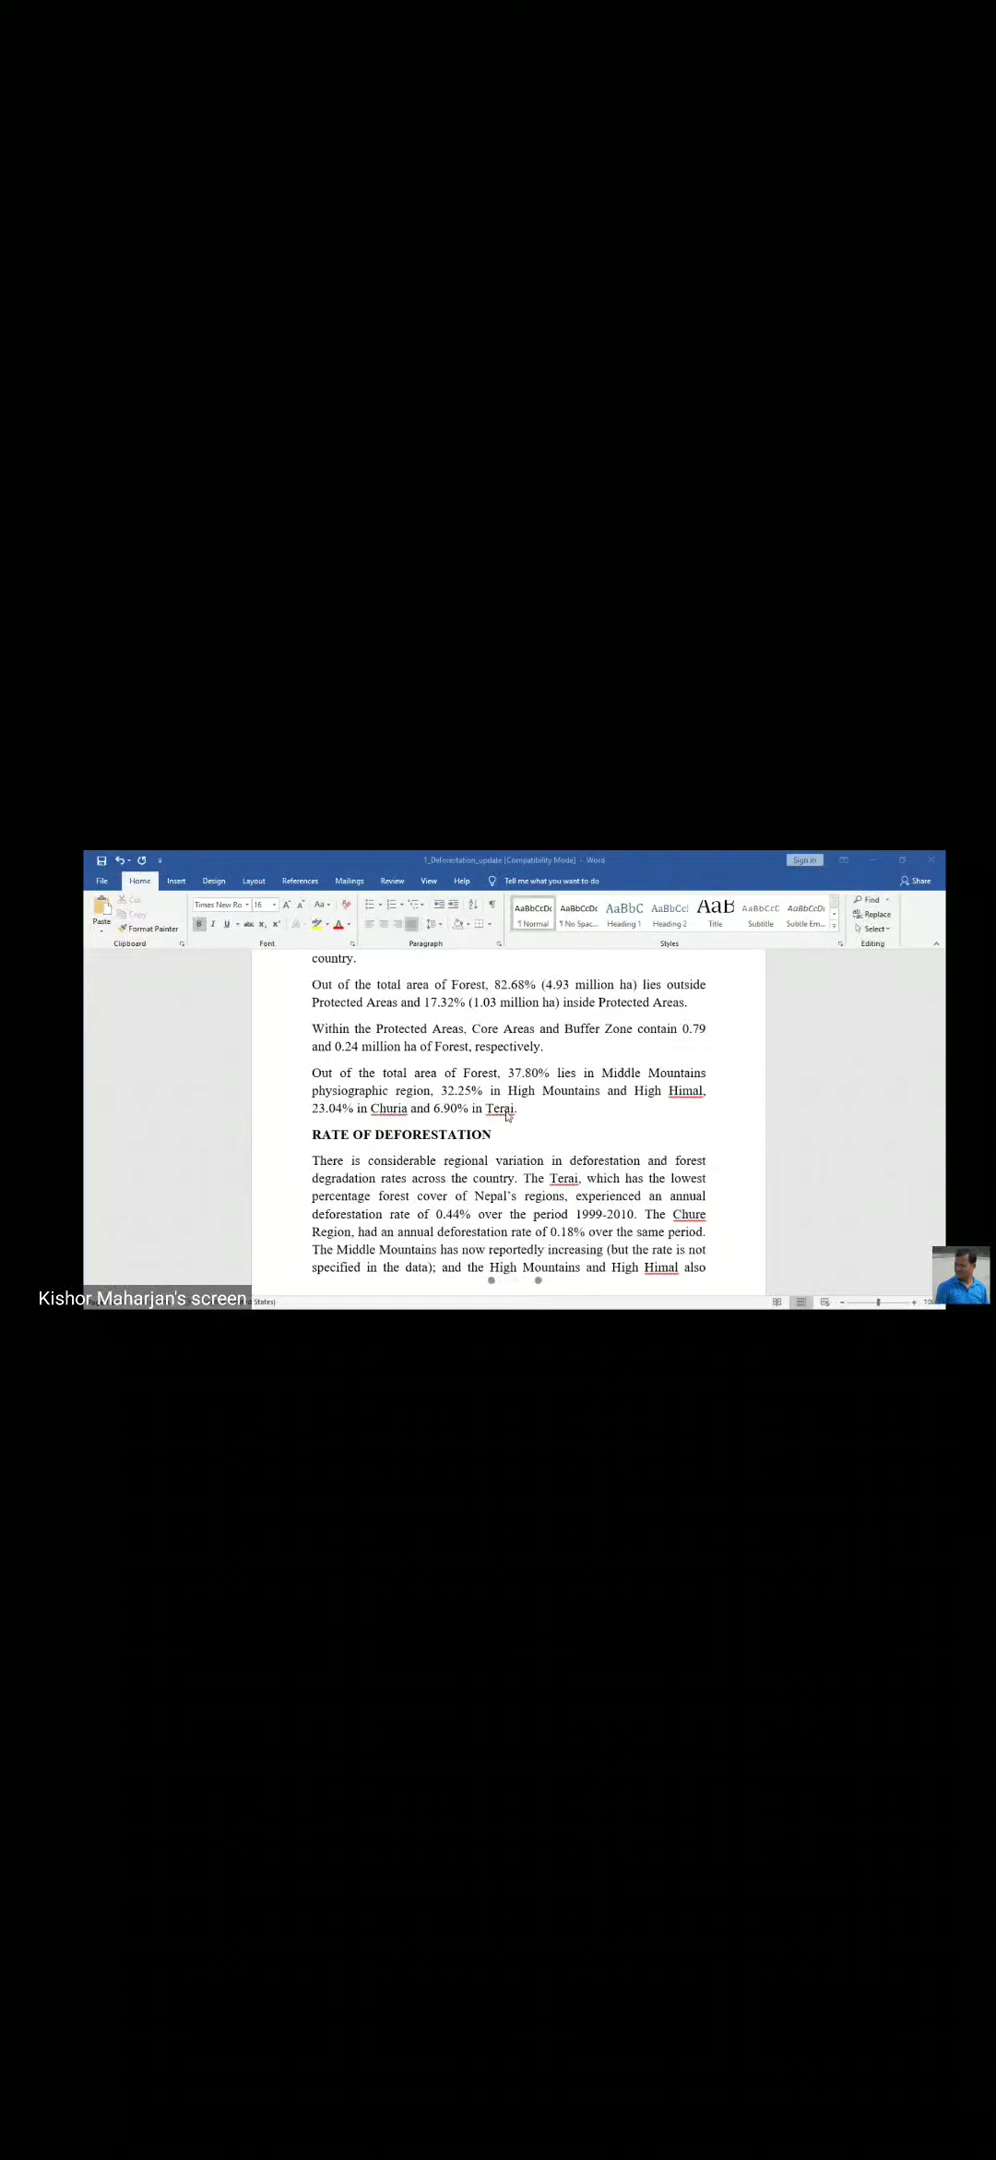 1_Deforestation_update [Compatibility Mode] - Word
Sign in
File Home Insert Design Layout References Mailings Review View Help Tell me what you want to do Share
Paste
Cut
Copy
Format Painter
Clipboard
Times New Ro 16
Font
Paragraph
AaBbCcDc AaBbCcDc AaBbC AaBbCcl AaB AaBbCcC AaBbCcDi
¶ Normal ¶ No Spac... Heading 1 Heading 2 Title Subtitle Subtle Em...
Styles
Find
Replace
Select
Editing
country.
Out of the total area of Forest, 82.68% (4.93 million ha) lies outside
Protected Areas and 17.32% (1.03 million ha) inside Protected Areas.
Within the Protected Areas, Core Areas and Buffer Zone contain 0.79
and 0.24 million ha of Forest, respectively.
Out of the total area of Forest, 37.80% lies in Middle Mountains
physiographic region, 32.25% in High Mountains and High Himal,
23.04% in Churia and 6.90% in Terai.
RATE OF DEFORESTATION
There is considerable regional variation in deforestation and forest
degradation rates across the country. The Terai, which has the lowest
percentage forest cover of Nepal’s regions, experienced an annual
deforestation rate of 0.44% over the period 1999-2010. The Chure
Region, had an annual deforestation rate of 0.18% over the same period.
The Middle Mountains has now reportedly increasing (but the rate is not
specified in the data); and the High Mountains and High Himal also
Kishor Maharjan's screen
States)